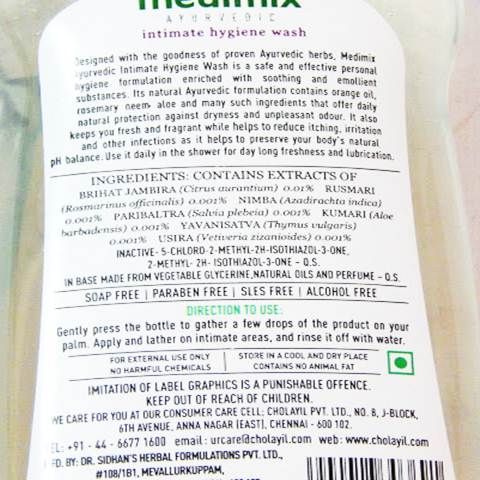 medimix
AYURVEDIC
intimate hygiene wash
Designed with the goodness of proven Ayurvedic herbs, Medimix
Ayurvedic Intimate Hygiene Wash is a safe and effective personal
hygiene formulation enriched with soothing and emollient
substances. Its natural Ayurvedic formulation contains orange oil,
rosemary neem- aloe and many such ingredients that offer daily
natural protection against dryness and unpleasant odour. It also
keeps you fresh and fragrant while helps to reduce itching, irritation
and other infections as it helps to preserve your body's natural
pH balance. Use it daily in the shower for day long freshness and lubrication.
INGREDIENTS: CONTAINS EXTRACTS OF
BRIHAT JAMBIRA (Citrus aurantium) 0.01% RUSMARI
(Rosmarinus officinalis) 0.001% NIMBA (Azadirachta indica)
0.001% PARIBALTRA (Salvia plebeia) 0.001% KUMARI (Aloe
barbadensis) 0.001% YAVANISATVA (Thymus vulgaris)
0.001% USIRA (Vetiveria zizanioides) 0.001%
INACTIVE-5-CHLORO-2-METHYL-2H-ISOTHIAZOL-3-ONE,
2-METHYL- 2H- ISOTHIAZOL-3-ONE - Q.S.
IN BASE MADE FROM VEGETABLE GLYCERINE,NATURAL OILS AND PERFUME - Q.S.
SOAP FREE | PARABEN FREE | SLES FREE | ALCOHOL FREE
DIRECTION TO USE:
Gently press the bottle to gather a few drops of the product on your
palm. Apply and lather on intimate areas, and rinse it off with water.
FOR EXTERNAL USE ONLY
NO HARMFUL CHEMICALS
STORE IN A COOL AND DRY PLACE
CONTAINS NO ANIMAL FAT
IMITATION OF LABEL GRAPHICS IS A PUNISHABLE OFFENCE.
KEEP OUT OF REACH OF CHILDREN.
WE CARE FOR YOU AT OUR CONSUMER CARE CELL; CHOLAYIL PVT. LTD., NO. 8, J-BLOCK,
6TH AVENUE, ANNA NAGAR (EAST), CHENNAI - 600 102.
EL: +91 - 44 - 6677 1600 email : urcare@cholayil.com web: www.cholayil.com
MFD. BY: DR. SIDHAN'S HERBAL FORMULATIONS PVT. LTD.,
#108/1B1, MEVALLURKUPPAM,